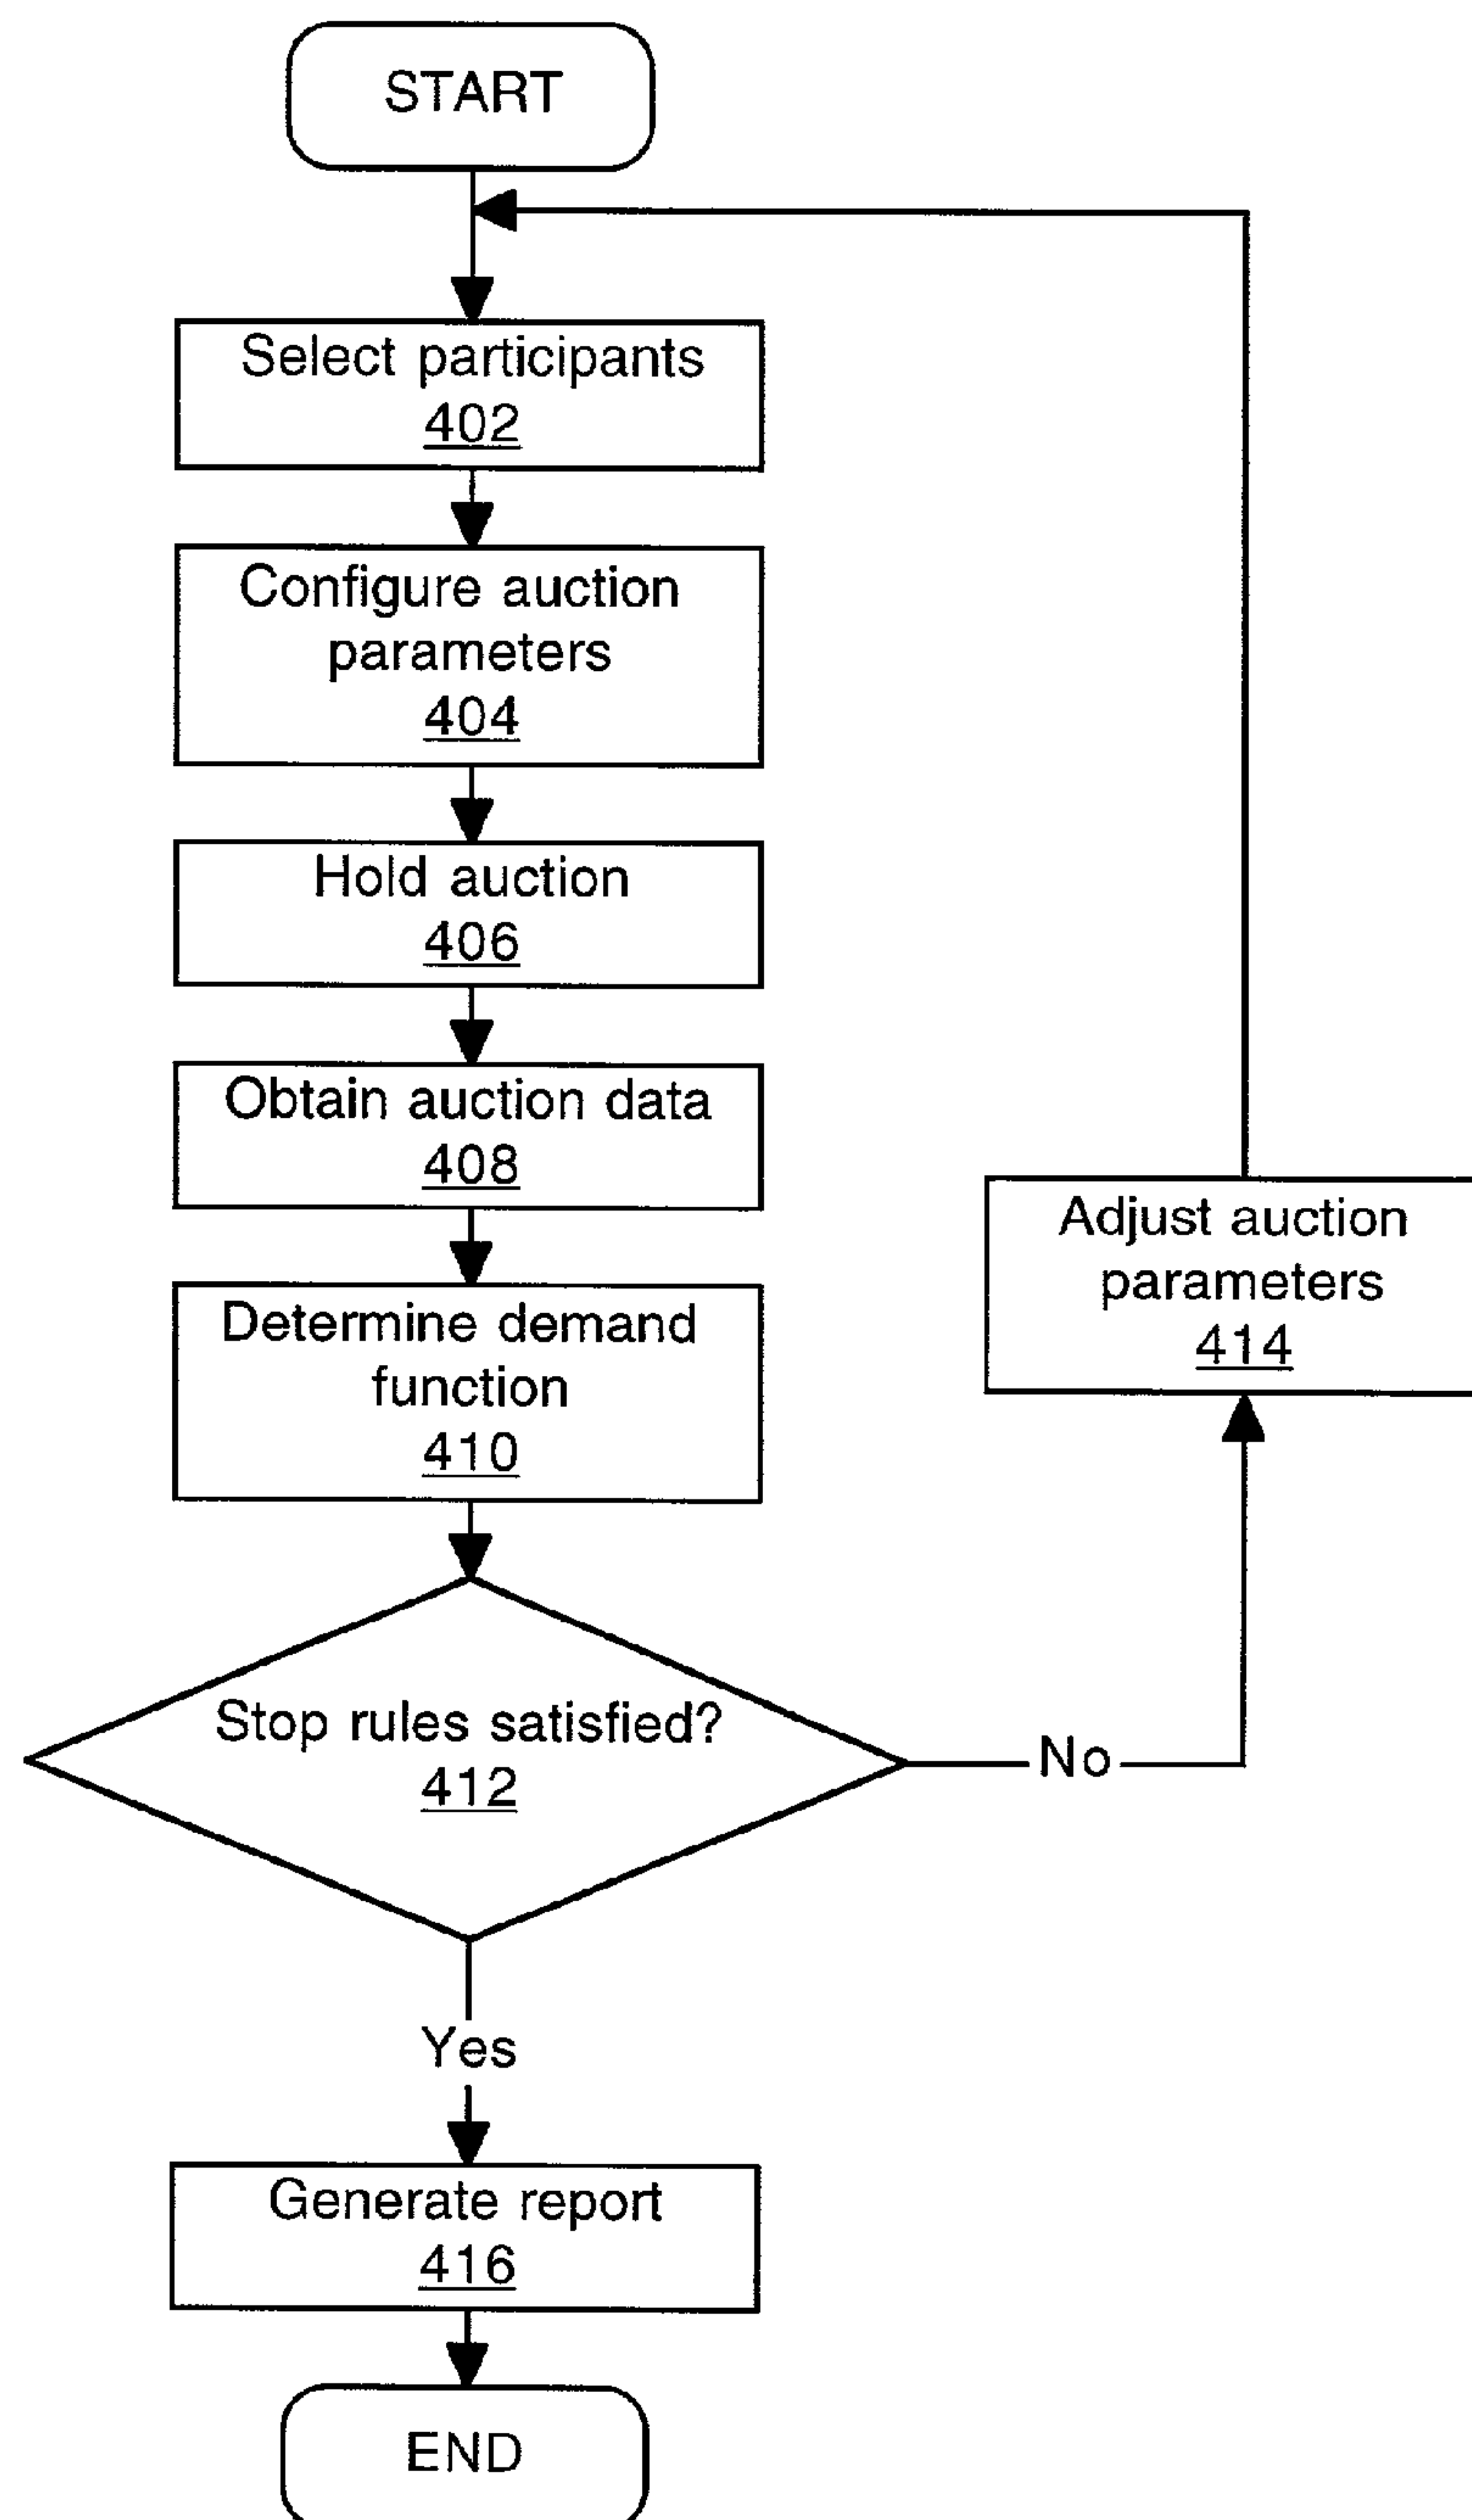 START
Select participants
402
Configure auction
parameters
404
Hold auction
406
Obtain auction data
408
Determine demand
function
410
Adjust auction
parameters
414
Stop rules satisfied?
412
No
Yes
Generate report
416
END